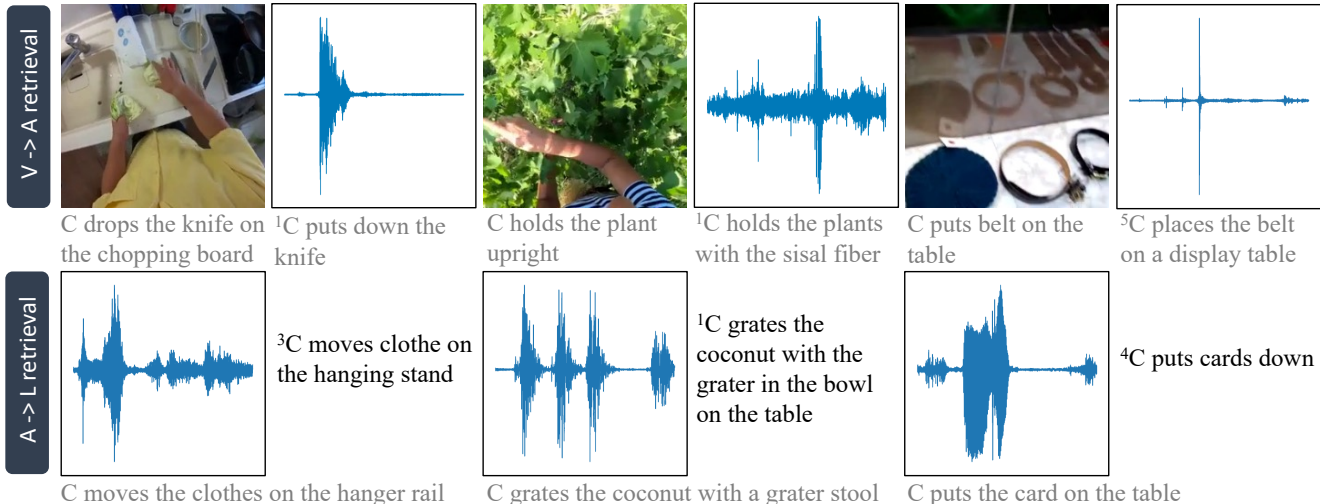 V -> A retrieval
C drops the knife on
the chopping board
¹C puts down the
knife
C holds the plant
upright
¹C holds the plants
with the sisal fiber
C puts belt on the
table
⁵C places the belt
on a display table
A -> L retrieval
³C moves clothe on
the hanging stand
¹C grates the
coconut with the
grater in the bowl
on the table
⁴C puts cards down
C moves the clothes on the hanger rail
C grates the coconut with a grater stool
C puts the card on the table